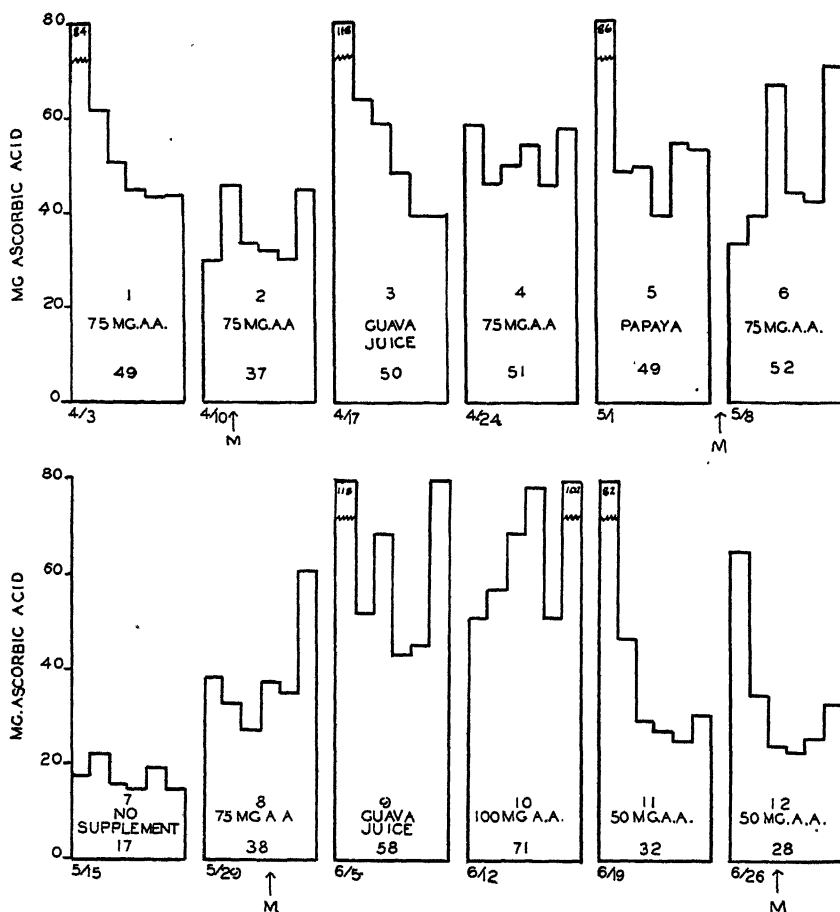 MG ASCORBIC ACID
80
60
40
20
0
84
1
75 MG.A.A.
49
4/3
2
75 MG.A.A
37
4/10
M
3
GUAVA
JUICE
50
4/17
4
75 MG.A.A
51
4/24
86
5
PAPAYA
49
5/1
M
6
75 MG.A.A.
52
5/8
MG. ASCORBIC ACID
80
60
40
20
0
7
NO
SUPPLEMENT
17
5/15
8
75 MG A A
38
5/29
M
9
GUAVA
JUICE
58
6/5
102
10
100 MG A.A.
71
6/12
82
11
50 MG.A.A.
32
6/19
12
50 MG.A.A.
28
6/26
M